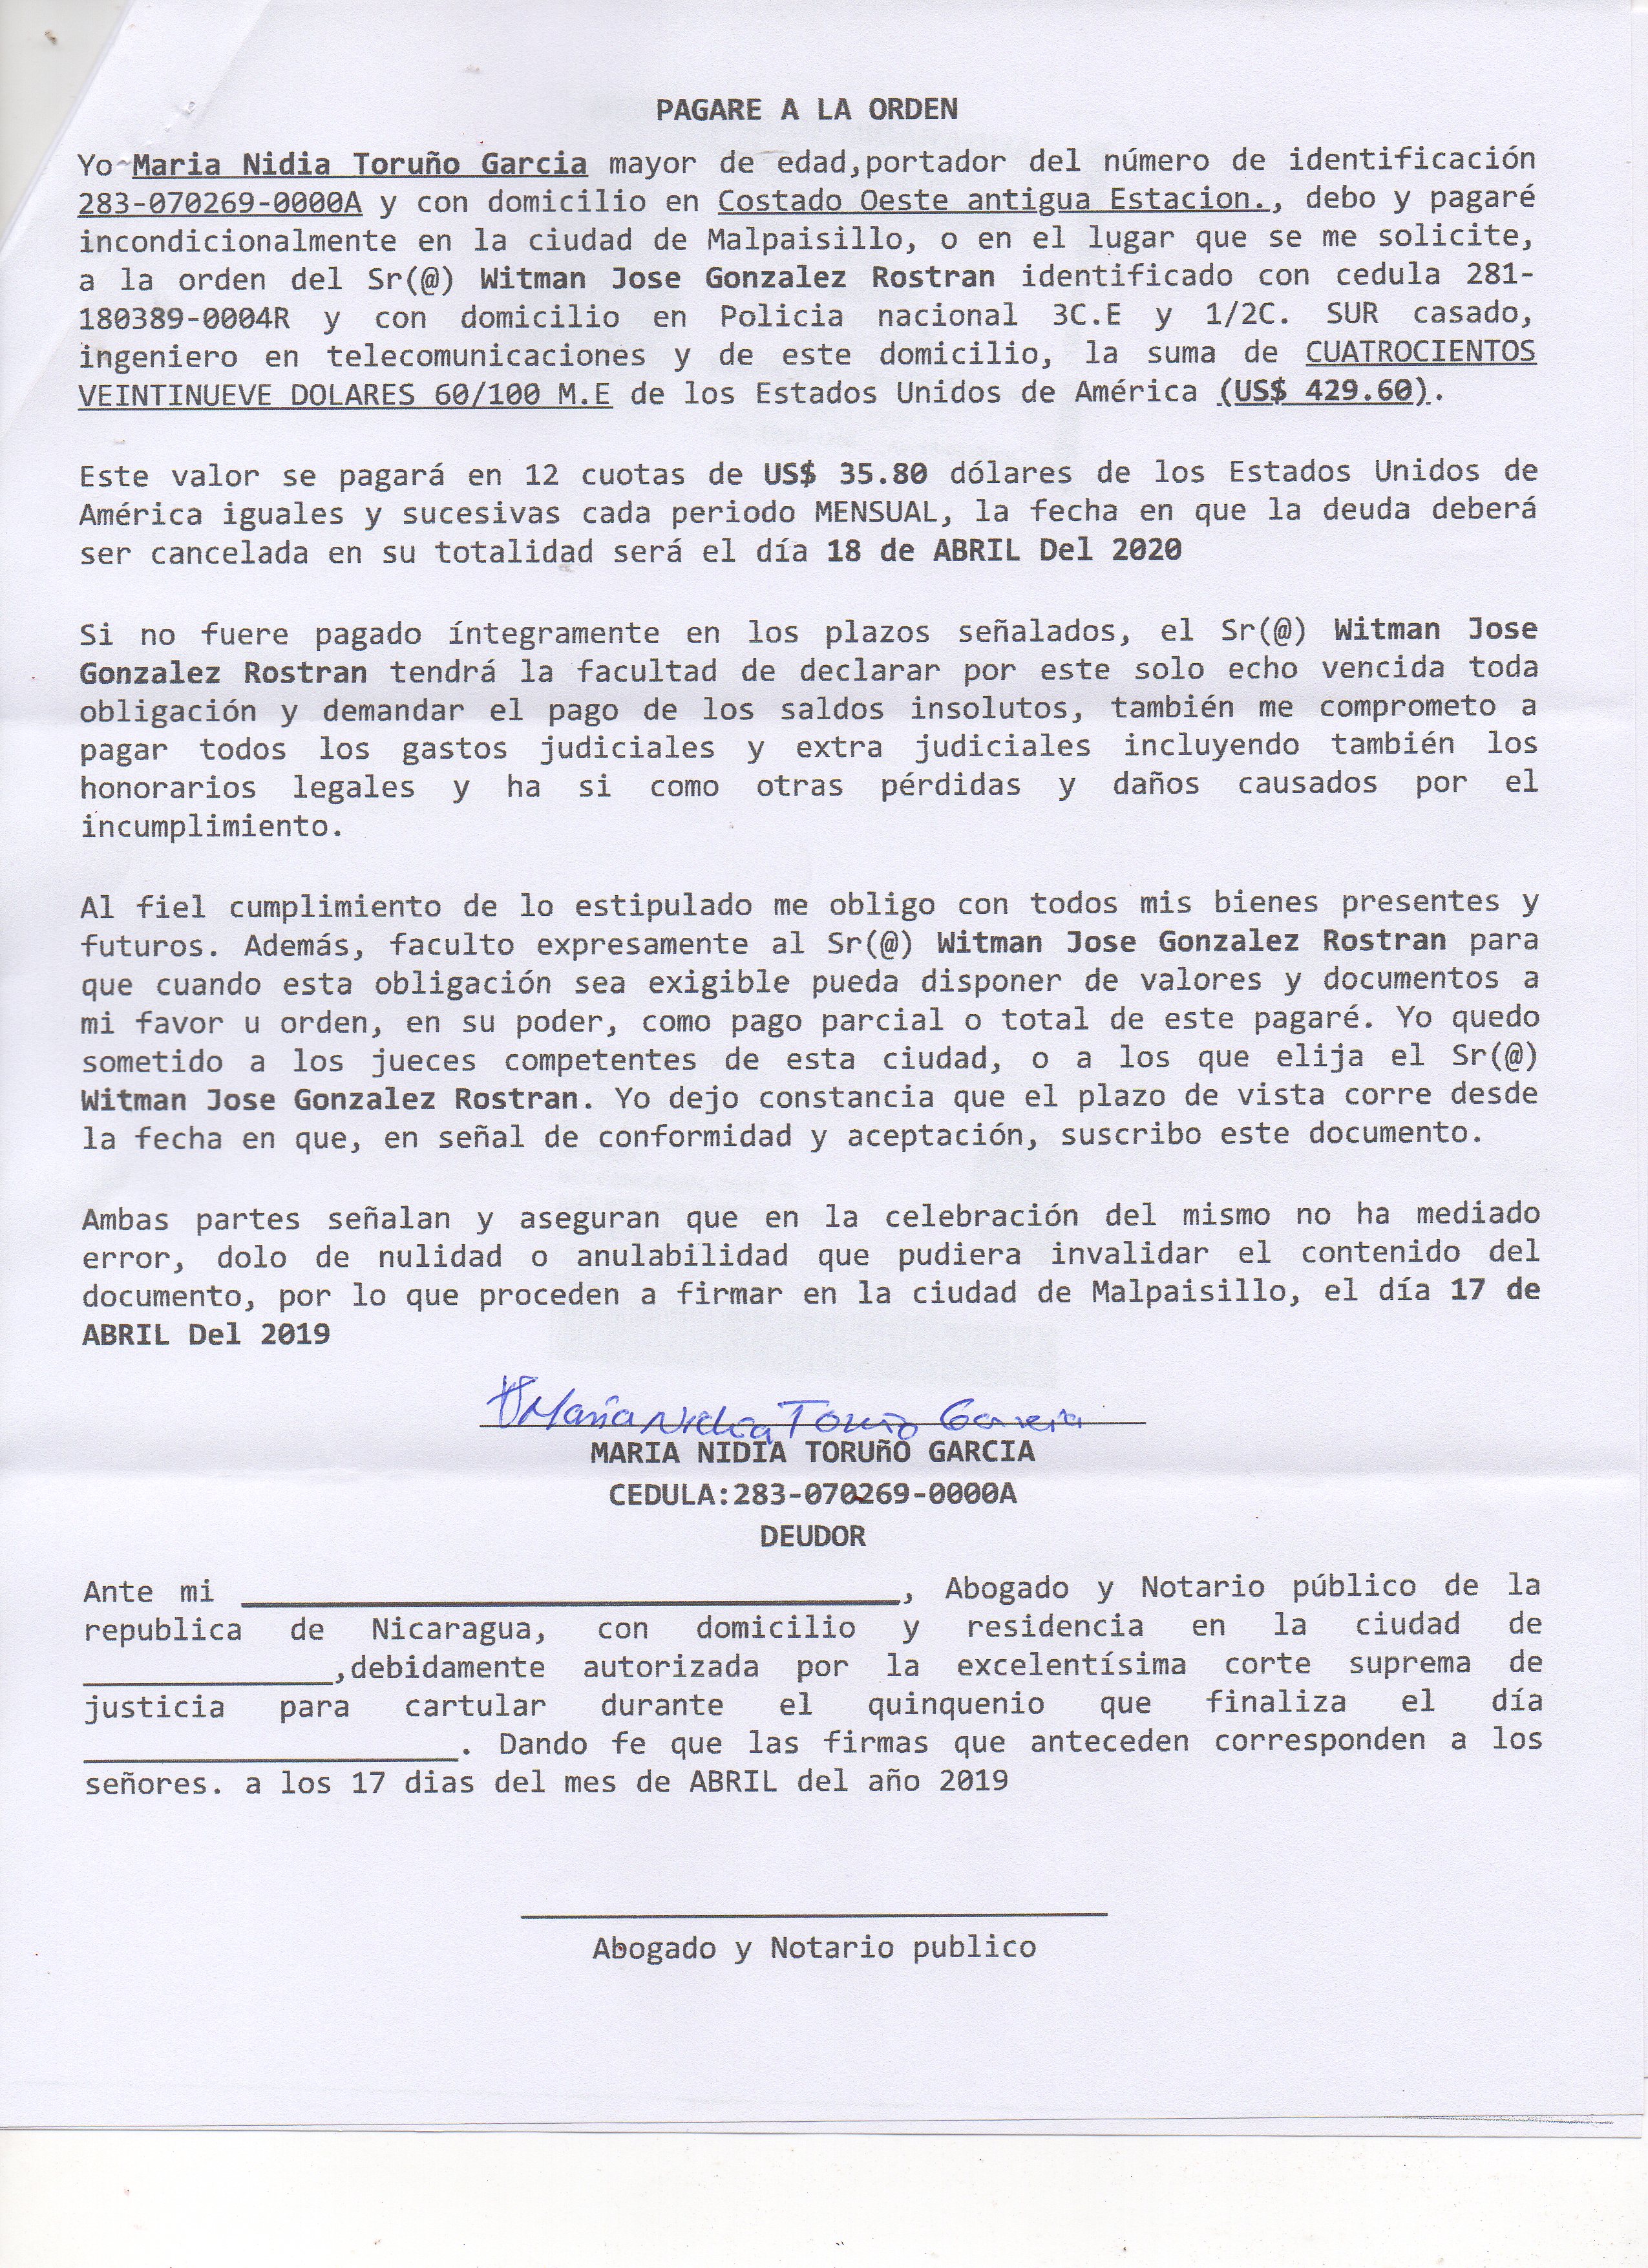 PAGARE A LA ORDEN
Yo Maria Nidia Toruño Garcia mayor de edad,portador del número de identificación
283-070269-0000A y con domicilio en Costado Oeste antigua Estacion., debo y pagaré
incondicionalmente en la ciudad de Malpaisillo, o en el lugar que se me solicite,
a la orden del Sr(@) Witman Jose Gonzalez Rostran identificado con cedula 281-
180389-0004R y con domicilio en Policia nacional 3C.E y 1/2C. SUR casado,
ingeniero en telecomunicaciones y de este domicilio, la suma de CUATROCIENTOS
VEINTINUEVE DOLARES 60/100 M.E de los Estados Unidos de América (US$ 429.60).
Este valor se pagará en 12 cuotas de US$ 35.80 dólares de los Estados Unidos de
América iguales y sucesivas cada periodo MENSUAL, la fecha en que la deuda deberá
ser cancelada en su totalidad será el día 18 de ABRIL Del 2020
Si no fuere pagado íntegramente en los plazos señalados, el Sr(@) Witman Jose
Gonzalez Rostran tendrá la facultad de declarar por este solo echo vencida toda
obligación y demandar el pago de los saldos insolutos, también me comprometo a
pagar todos los gastos judiciales y extra judiciales incluyendo también los
honorarios legales y ha si como otras pérdidas y daños causados por el
incumplimiento.
Al fiel cumplimiento de lo estipulado me obligo con todos mis bienes presentes y
futuros. Además, faculto expresamente al Sr(@) Witman Jose Gonzalez Rostran para
que cuando esta obligación sea exigible pueda disponer de valores y documentos a
mi favor u orden, en su poder, como pago parcial o total de este pagaré. Yo quedo
sometido a los jueces competentes de esta ciudad, o a los que elija el Sr(@)
Witman Jose Gonzalez Rostran. Yo dejo constancia que el plazo de vista corre desde
la fecha en que, en señal de conformidad y aceptación, suscribo este documento.
Ambas partes señalan y aseguran que en la celebración del mismo no ha mediado
error, dolo de nulidad o anulabilidad que pudiera invalidar el contenido del
documento, por lo que proceden a firmar en la ciudad de Malpaisillo, el día 17 de
ABRIL Del 2019
Maria Nidia Toruño Garcia
MARIA NIDIA TORUñO GARCIA
CEDULA:283-070269-0000A
DEUDOR
Ante mi ____________________, Abogado y Notario público de la
republica de Nicaragua, con domicilio y residencia en la ciudad de
____________,debidamente autorizada por la excelentísima corte suprema de
justicia para cartular durante el quinquenio que finaliza el día
__________________. Dando fe que las firmas que anteceden corresponden a los
señores. a los 17 dias del mes de ABRIL del año 2019
Abogado y Notario publico